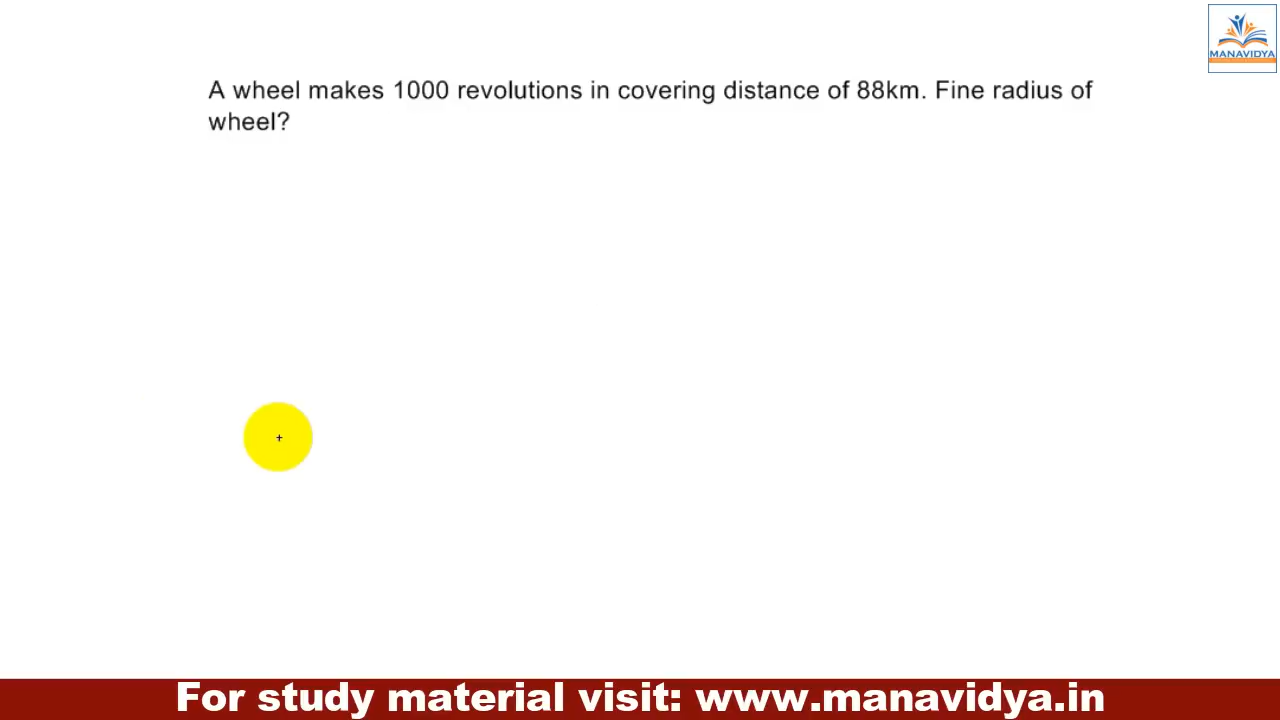 MANAVIDYA
A wheel makes 1000 revolutions in covering distance of 88km. Fine radius of
wheel?
For study material visit: www.manavidya.in